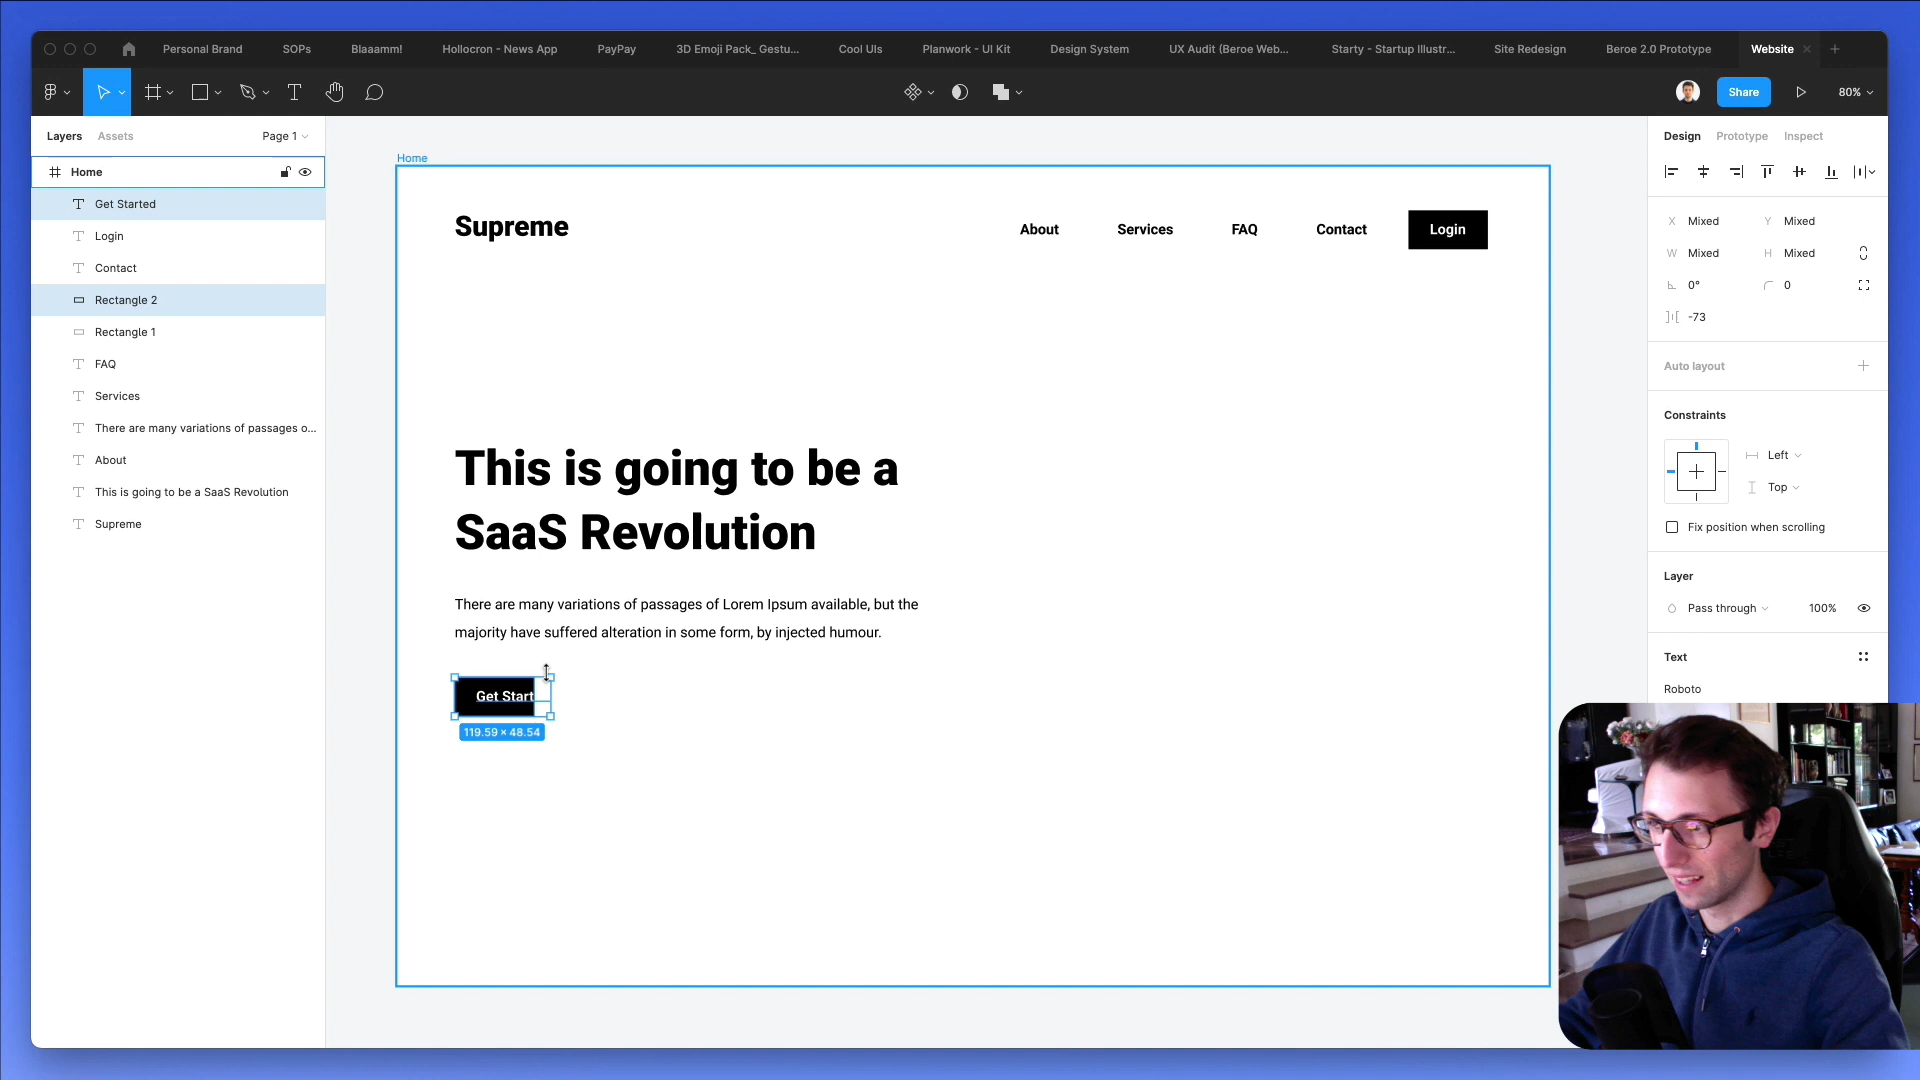 Personal Brand
SOPs
Blaaamm!
Hollocron - News App
PayPay
3D Emoji Pack_ Gestu...
Cool UIs
Planwork - UI Kit
Design System
UX Audit (Beroe Web...
Starty - Startup Illustr...
Site Redesign
Beroe 2.0 Prototype
Website
Share
80%
Layers
Assets
Page 1
Home
Get Started
Login
Contact
Rectangle 2
Rectangle 1
FAQ
Services
There are many variations of passages o...
About
This is going to be a SaaS Revolution
Supreme
Home
Supreme
About
Services
FAQ
Contact
Login
This is going to be a
SaaS Revolution
There are many variations of passages of Lorem Ipsum available, but the
majority have suffered alteration in some form, by injected humour.
Get Start
119.59 × 48.54
Design
Prototype
Inspect
X Mixed
Y Mixed
W Mixed
H Mixed
0°
0
-73
Auto layout
Constraints
Left
Top
Fix position when scrolling
Layer
Pass through
100%
Text
Roboto